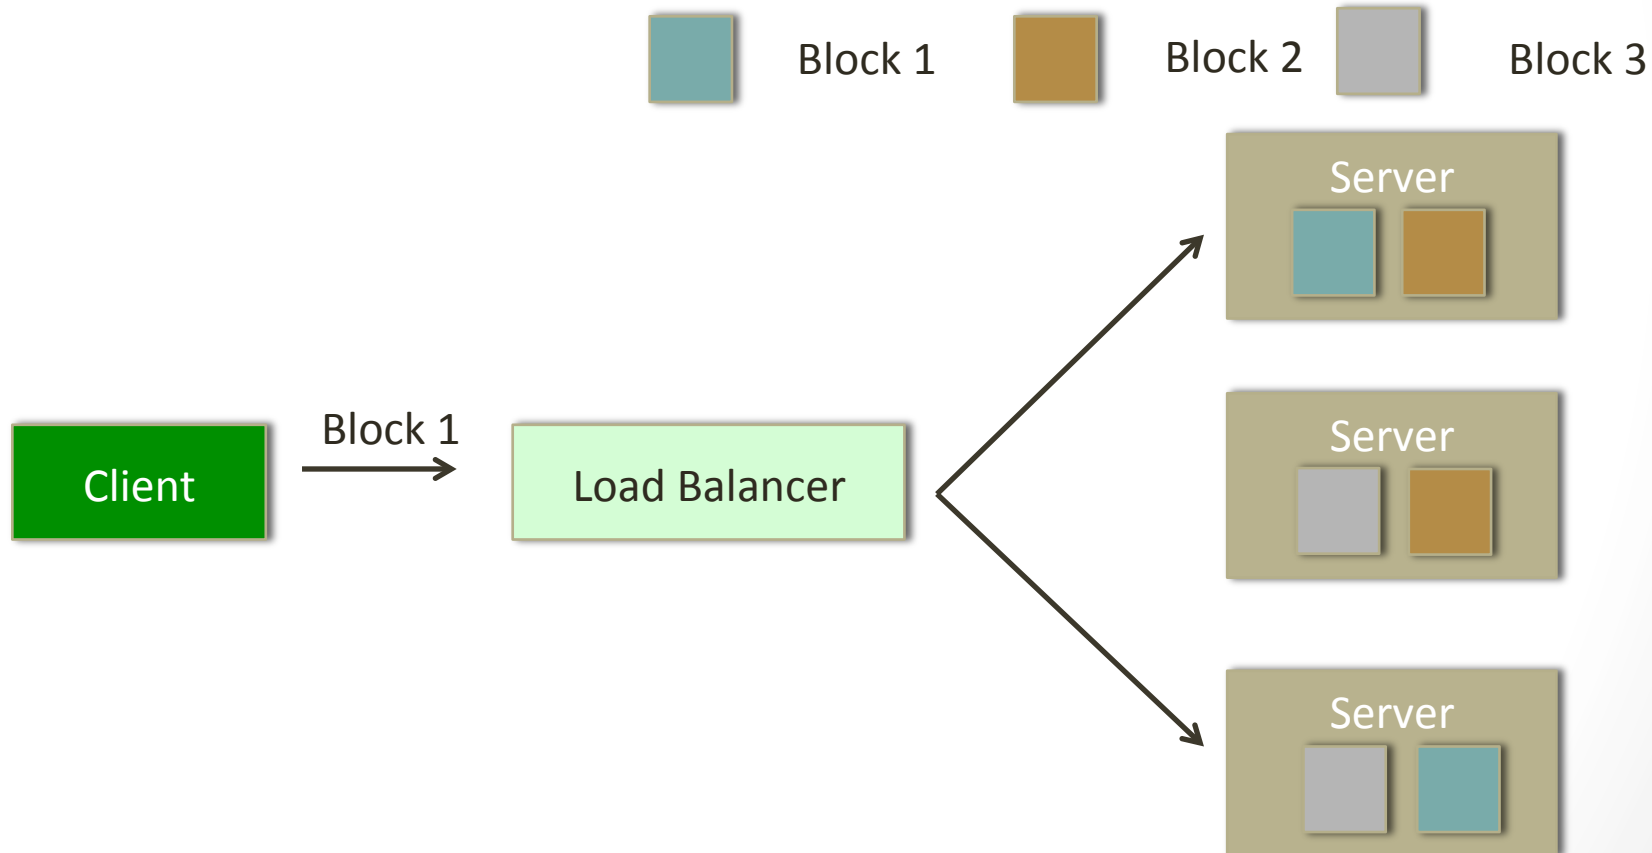 Block 1
Block 2
Block 3
Server
Block 1
Client
Load Balancer
Server
Server